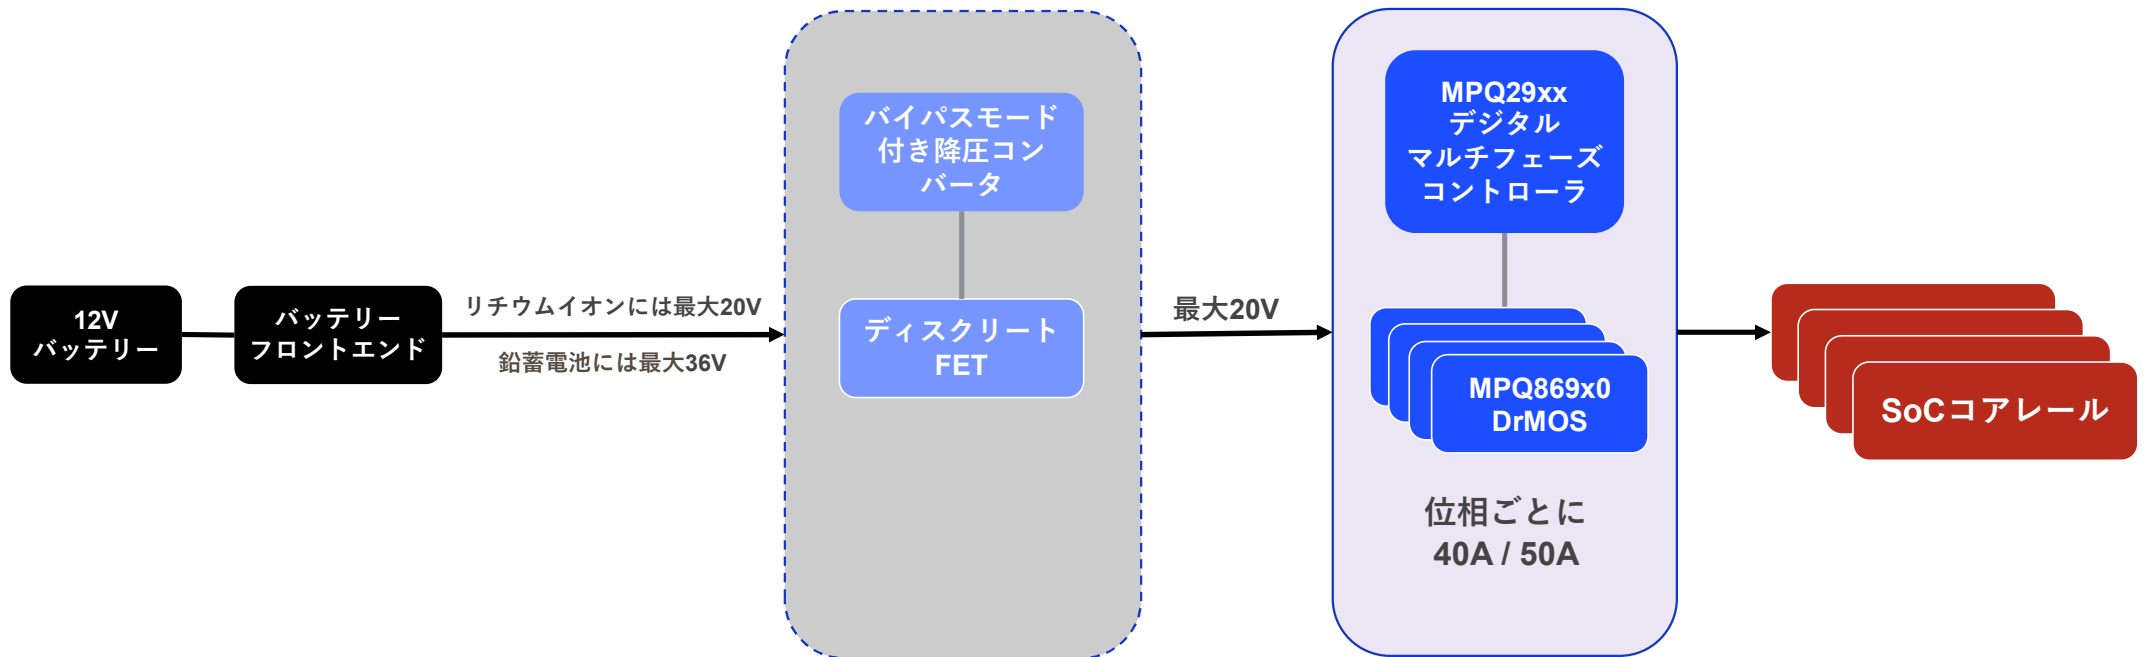 12V
バッテリー
バッテリー
フロントエンド
リチウムイオンには最大20V
鉛蓄電池には最大36V
バイパスモード
付き降圧コン
バータ
ディスクリート
FET
最大20V
MPQ29xx
デジタル
マルチフェーズ
コントローラ
MPQ869x0
DrMOS
位相ごとに
40A / 50A
SoCコアレール